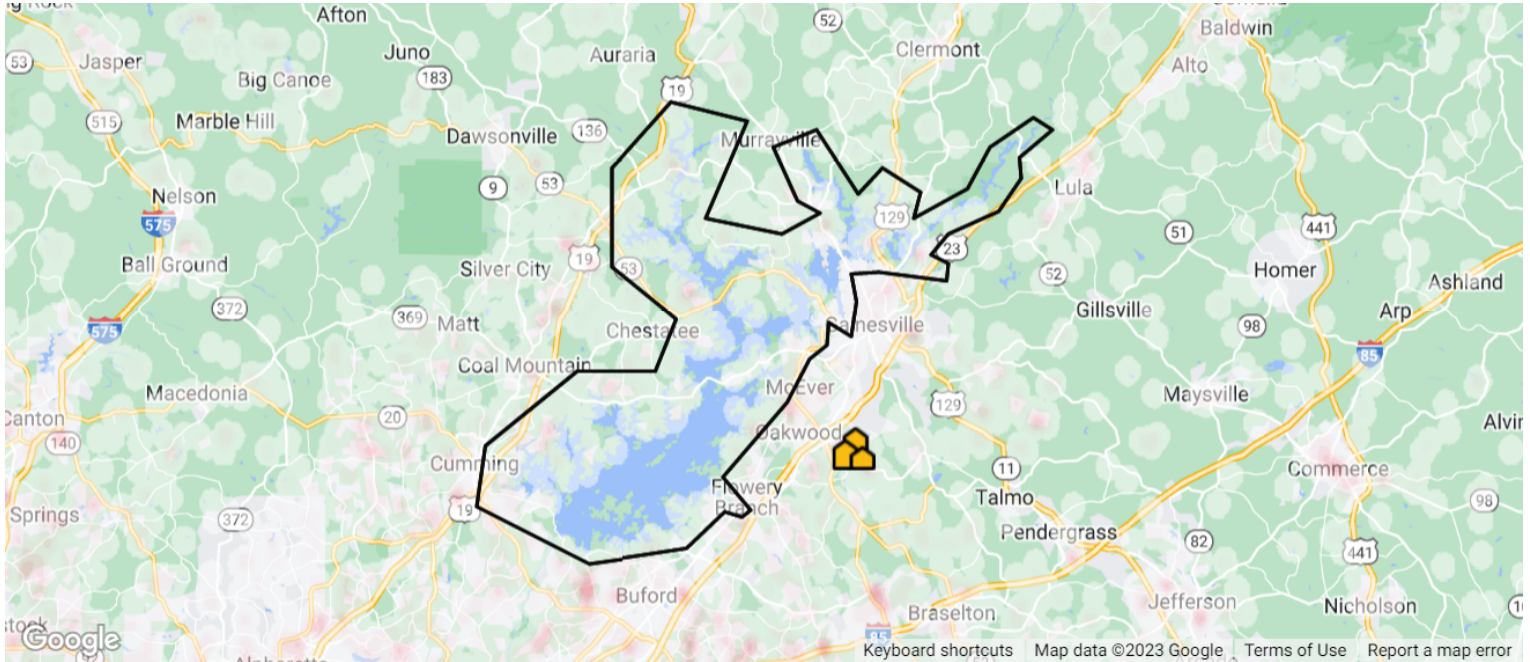 Afton
52
Baldwin
Clermont
Juno
Auraria
53
Jasper
183
Alto
Big Canoe
19
515
Marble Hill
136
Dawsonville
Murrayville
9
53
Lula
Nelson
129
575
441
51
23
Ball Ground
Silver City
19
53
52
Homer
Ashland
372
369
Matt
Chestatee
Gainesville
Gillsville
98
Arp
575
85
Coal Mountain
McEver
Macedonia
Maysville
129
20
Canton
140
Oakwood
Cumming
11
Commerce
Flowery
Branch
Talmo
98
19
Springs
372
Pendergrass
82
441
Buford
Braselton
Jefferson
Nicholson
85
Google
Keyboard shortcuts
Map data ©2023 Google
Terms of Use
Report a map error